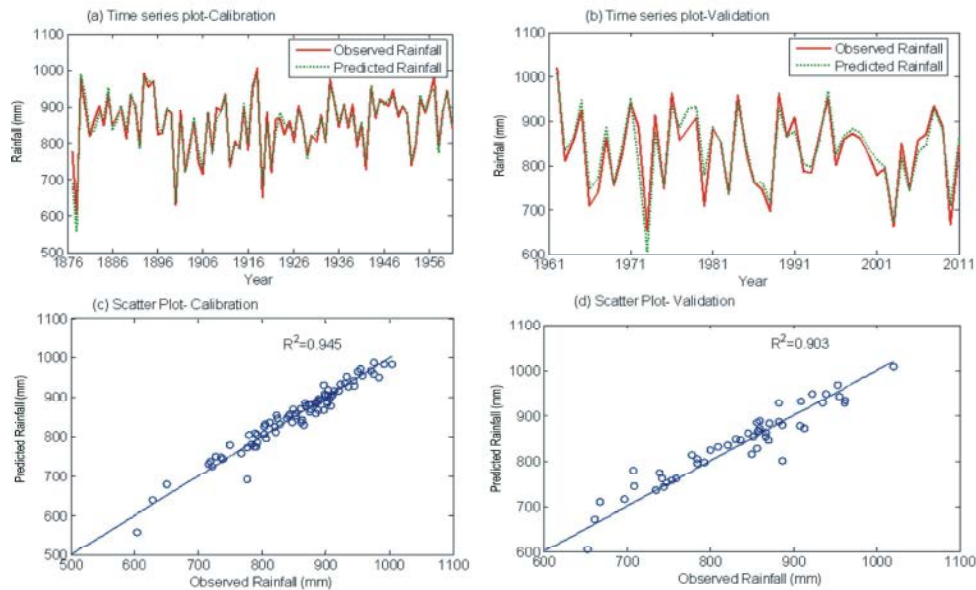 (a) Time series plot-Calibration
1100
1000
900
800
700
600
500
Rainfall (mm)
Observed Rainfall
Predicted Rainfall
1876 1886 1896 1906 1916 1926 1936 1946 1956
Year
(b) Time series plot-Validation
1100
1000
900
800
700
600
Rainfall (mm)
Observed Rainfall
Predicted Rainfall
1961 1971 1981 1991 2001 2011
Year
(c) Scatter Plot- Calibration
1100
1000
900
800
700
600
500
Predicted Rainfall (mm)
R²=0.945
500 600 700 800 900 1000 1100
Observed Rainfall (mm)
(d) Scatter Plot- Validation
1100
1000
900
800
700
600
Predicted Rainfall (mm)
R²=0.903
600 700 800 900 1000 1100
Observed Rainfall (mm)